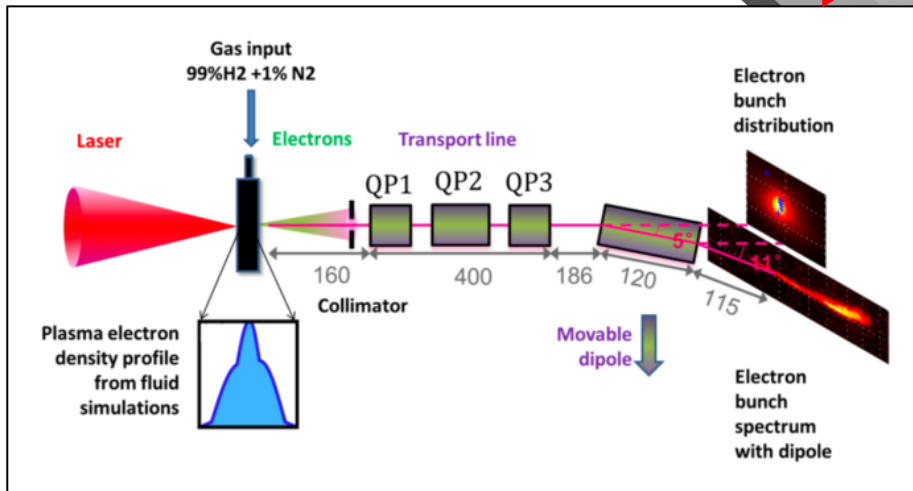 Gas input
99%H2 +1% N2
Laser
Electrons
Transport line
Electron
bunch
distribution
QP1
QP2
QP3
5°
11°
160
400
186
120
115
Collimator
Plasma electron
density profile
from fluid
simulations
Movable
dipole
Electron
bunch
spectrum
with dipole